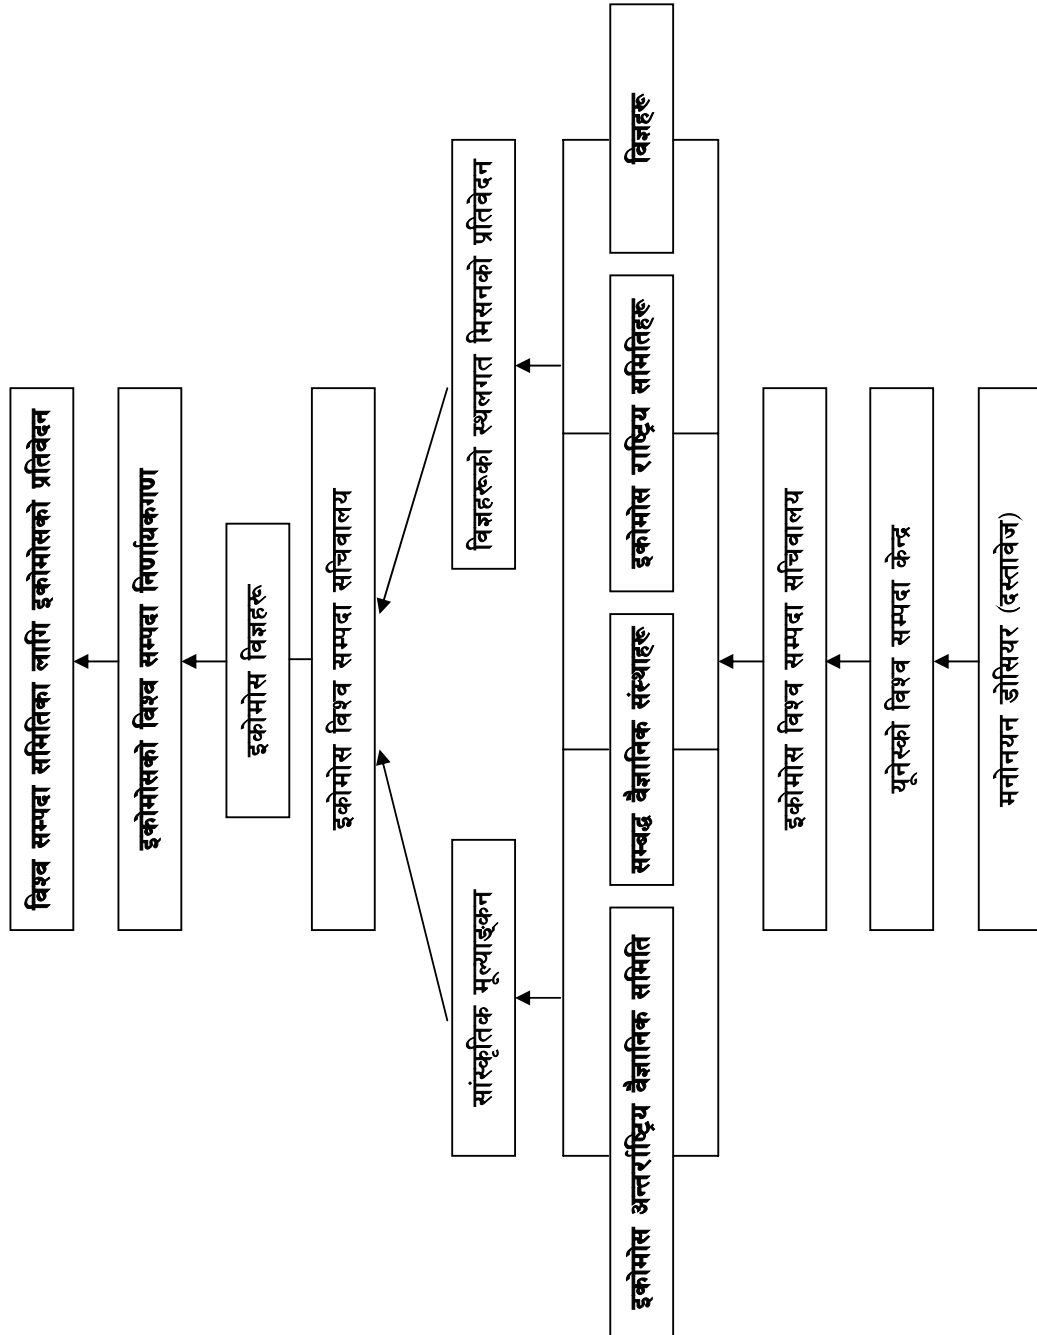 विश्व सम्पदा समितिका लागि इकोमोसको प्रतिवेदन
इकोमोसको विश्व सम्पदा निर्णायकगण
इकोमोस विज्ञहरू
इकोमोस विश्व सम्पदा सचिवालय
सांस्कृतिक मूल्याङ्कन
विज्ञहरूको स्थलगत मिसनको प्रतिवेदन
इकोमोस अन्तर्राष्ट्रिय वैज्ञानिक समिति
सम्बद्ध वैज्ञानिक संस्थाहरू
इकोमोस राष्ट्रिय समितिहरू
विज्ञहरू
इकोमोस विश्व सम्पदा सचिवालय
यूनेस्को विश्व सम्पदा केन्द्र
मनोनयन डोसियर (दस्तावेज)